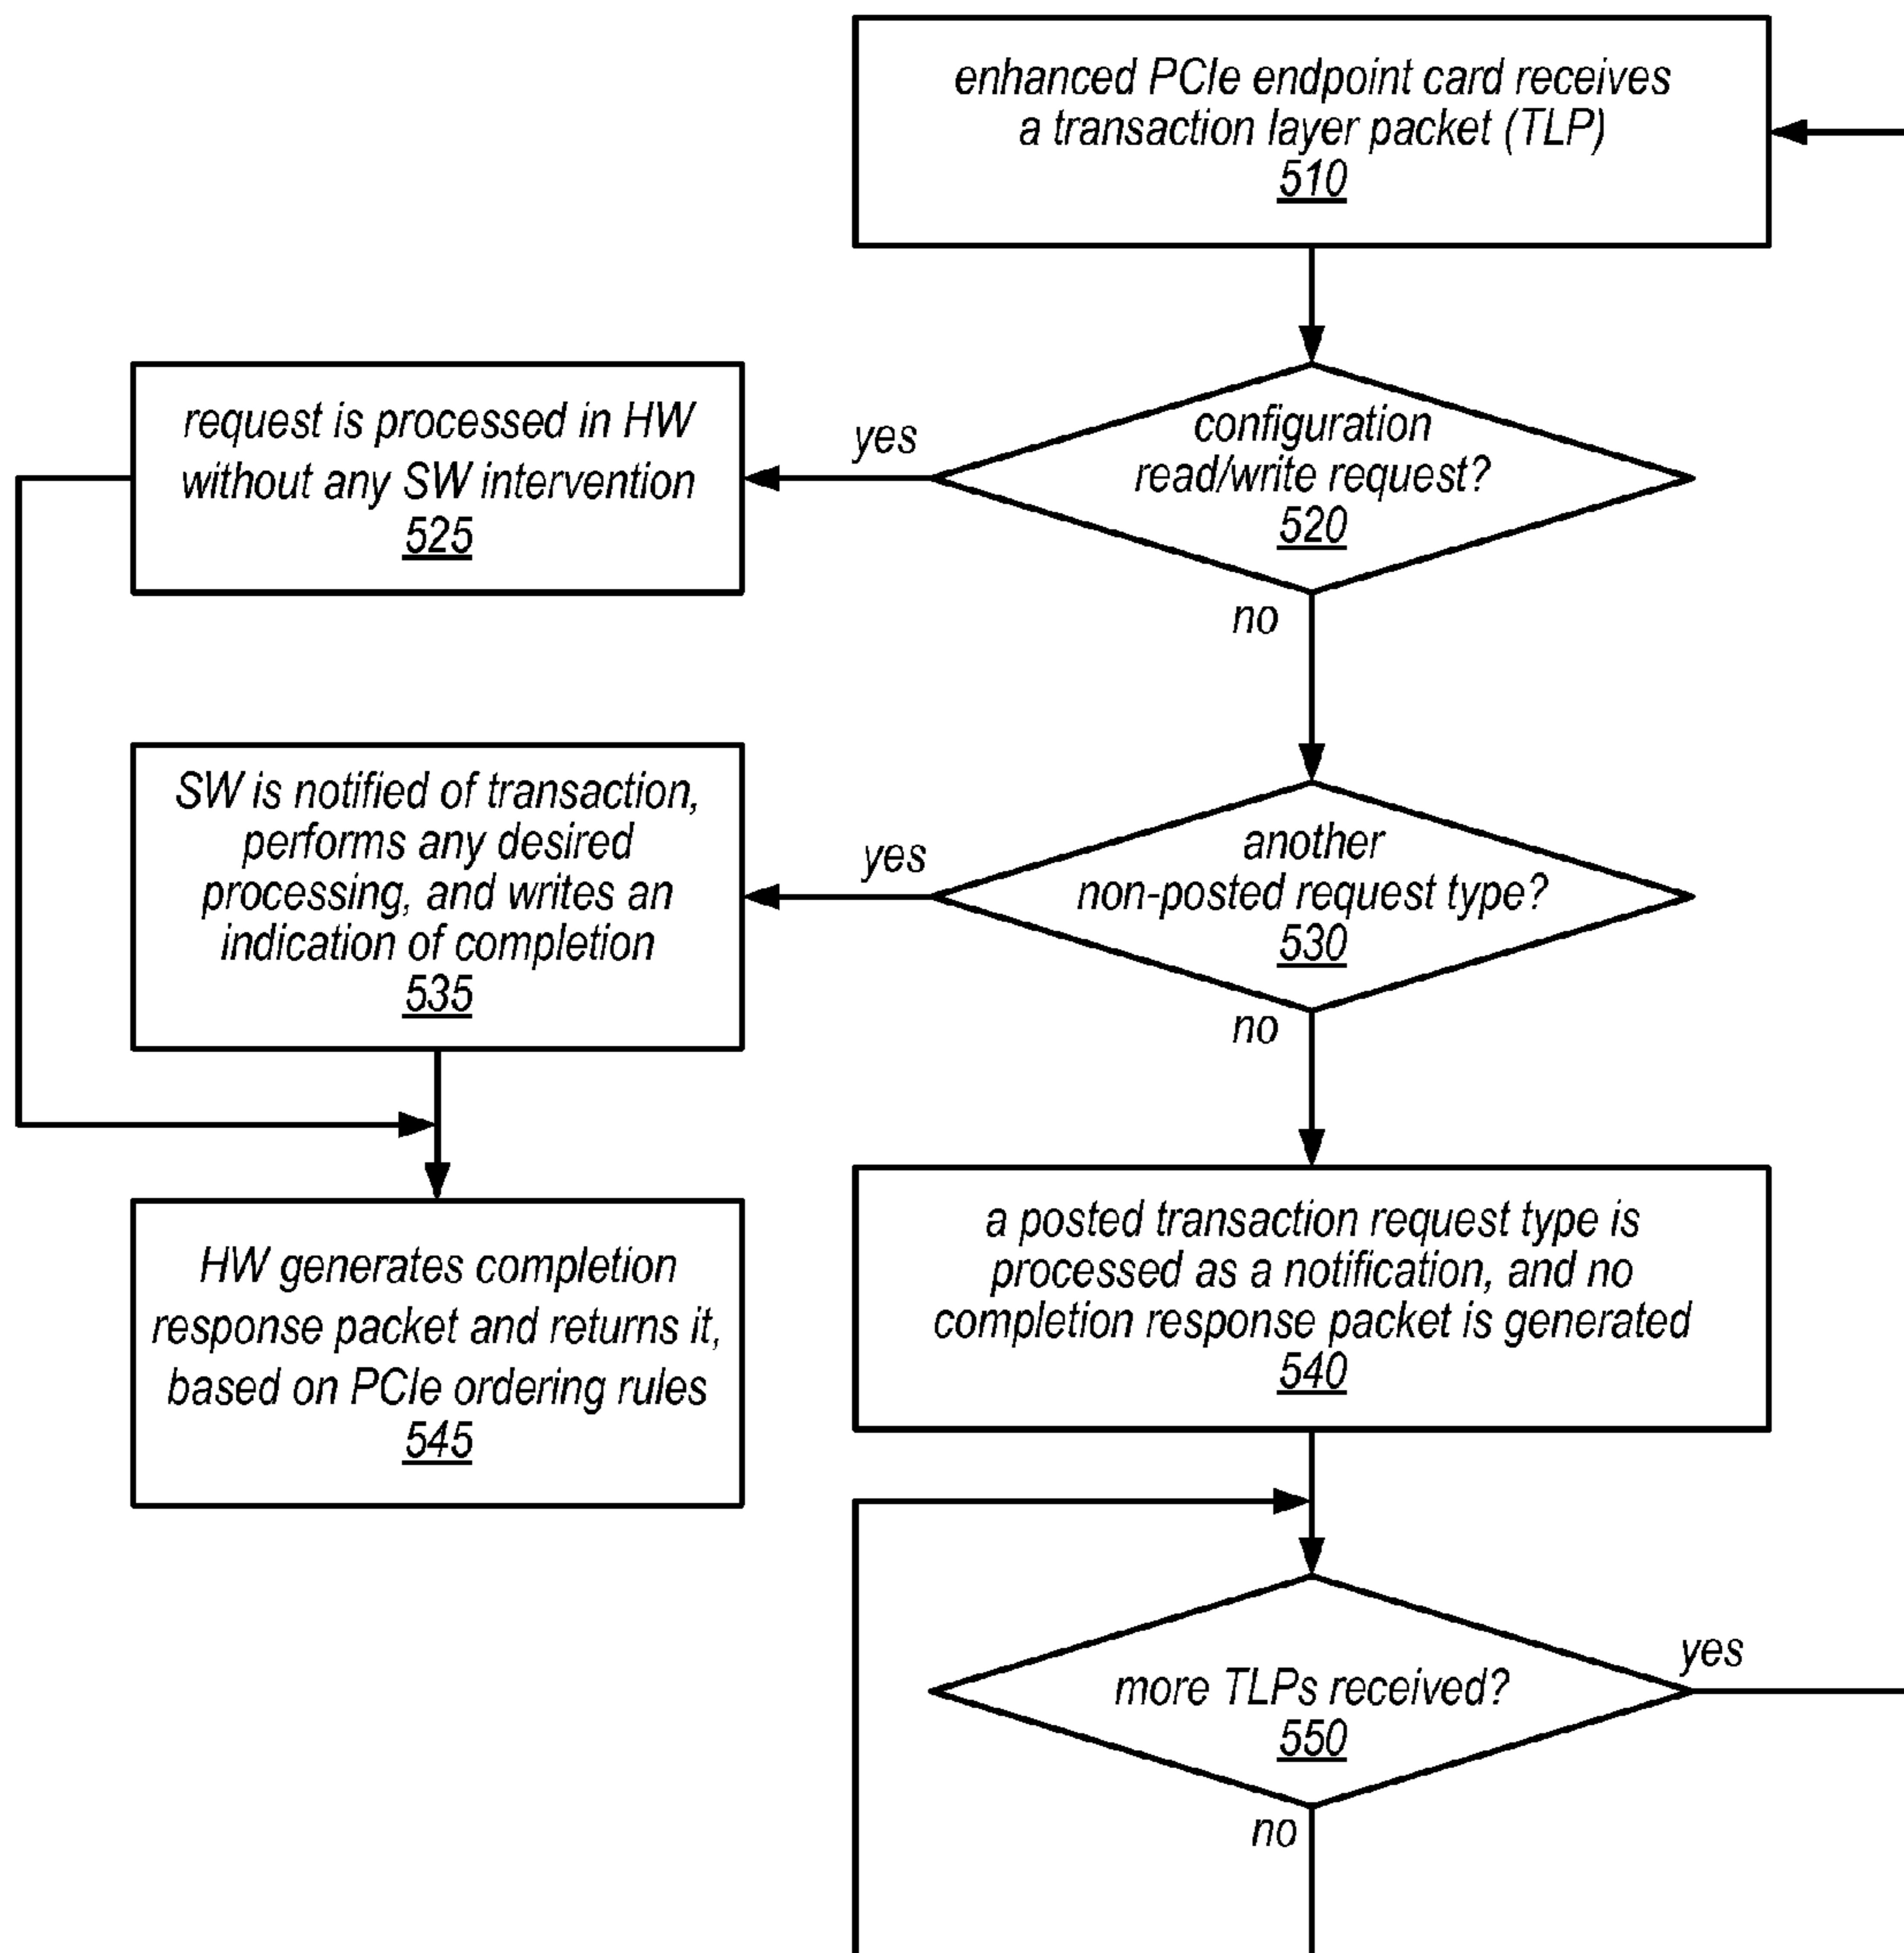 enhanced PCIe endpoint card receives
a transaction layer packet (TLP)
510
configuration
read/write request?
520
yes
no
request is processed in HW
without any SW intervention
525
another
non-posted request type?
530
yes
no
SW is notified of transaction,
performs any desired
processing, and writes an
indication of completion
535
HW generates completion
response packet and returns it,
based on PCIe ordering rules
545
a posted transaction request type is
processed as a notification, and no
completion response packet is generated
540
more TLPs received?
550
yes
no